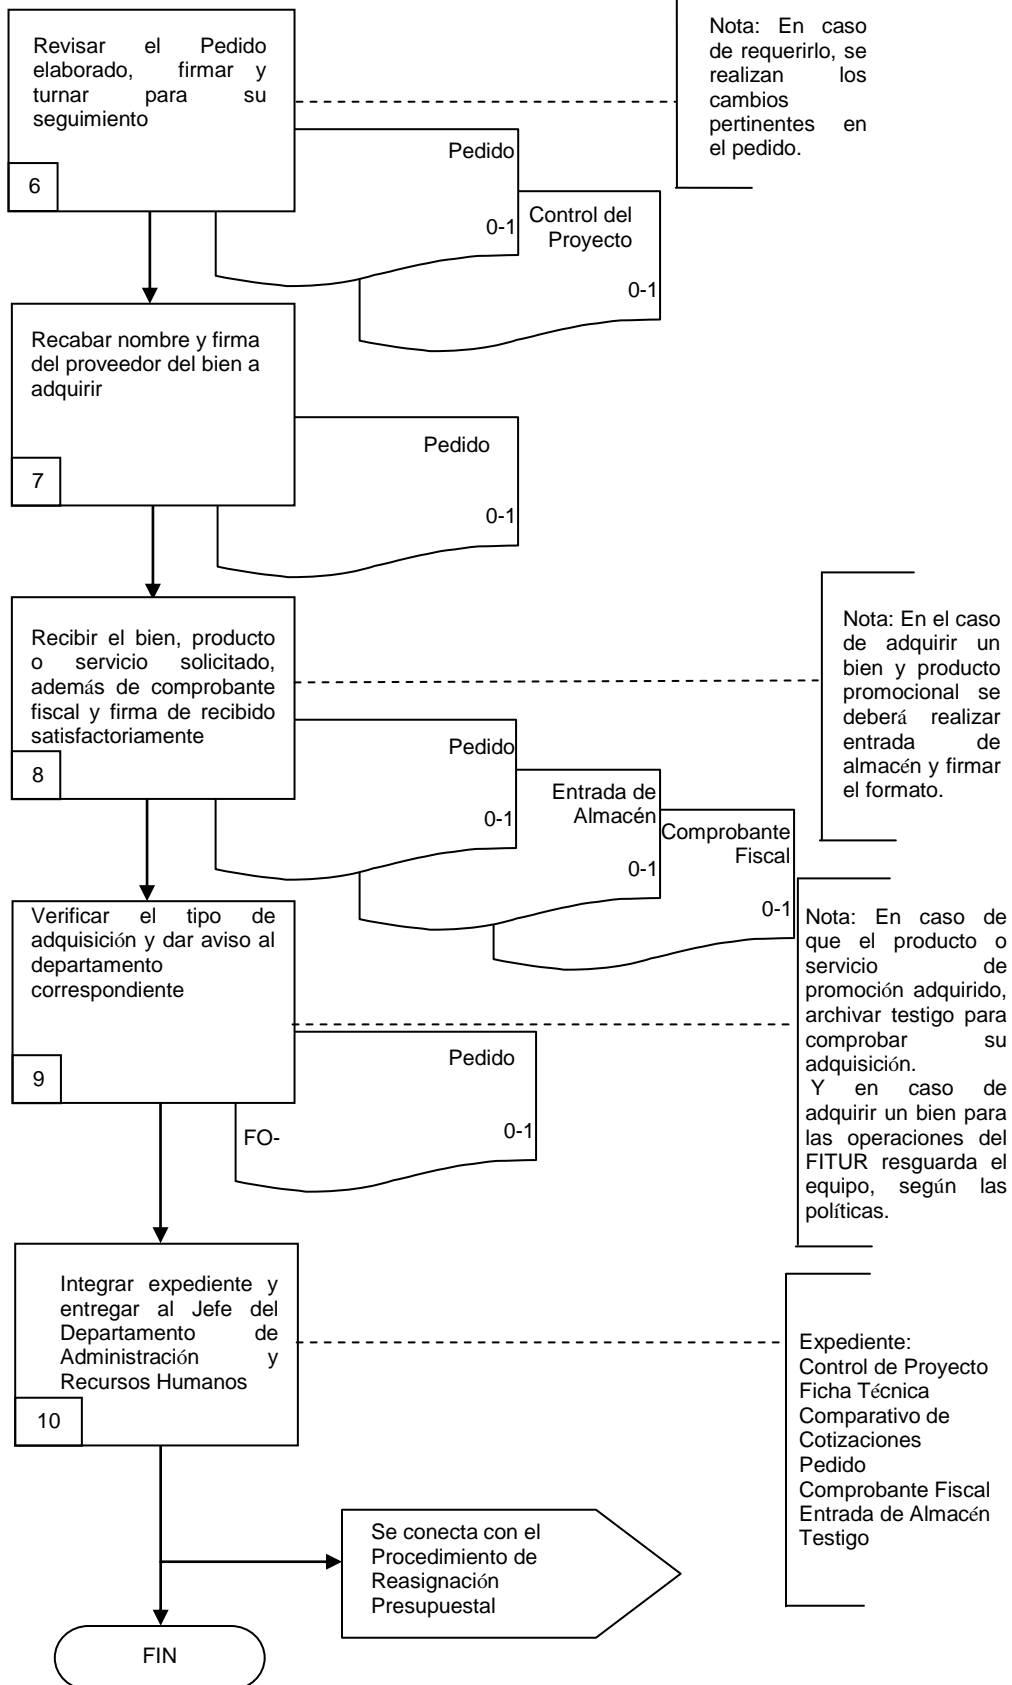 Revisar el Pedido
elaborado, firmar y
turnar para su
seguimiento
6
Nota: En caso
de requerirlo, se
realizan los
cambios
pertinentes en
el pedido.
Pedido
0-1
Control del
Proyecto
0-1
Recabar nombre y firma
del proveedor del bien a
adquirir
7
Pedido
0-1
Recibir el bien, producto
o servicio solicitado,
además de comprobante
fiscal y firma de recibido
satisfactoriamente
8
Nota: En el caso
de adquirir un
bien y producto
promocional se
deberá realizar
entrada de
almacén y firmar
el formato.
Pedido
0-1
Entrada de
Almacén
0-1
Comprobante
Fiscal
0-1
Verificar el tipo de
adquisición y dar aviso al
departamento
correspondiente
9
Nota: En caso de
que el producto o
servicio de
promoción adquirido,
archivar testigo para
comprobar su
adquisición.
Y en caso de
adquirir un bien para
las operaciones del
FITUR resguarda el
equipo, según las
políticas.
Pedido
FO-
0-1
Integrar expediente y
entregar al Jefe del
Departamento de
Administración y
Recursos Humanos
10
Expediente:
Control de Proyecto
Ficha Técnica
Comparativo de
Cotizaciones
Pedido
Comprobante Fiscal
Entrada de Almacén
Testigo
Se conecta con el
Procedimiento de
Reasignación
Presupuestal
FIN